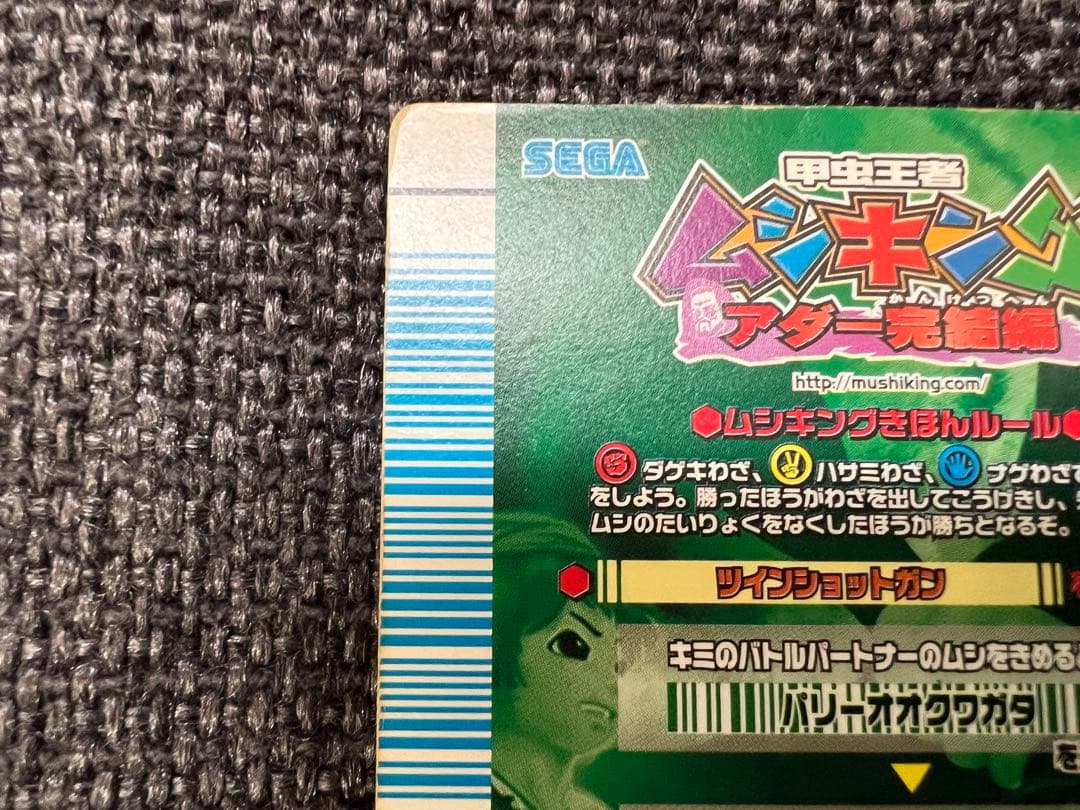 SEGA
甲虫王者
ムシキング
アダー完結編
かんけつへん
http://mushiking.com/
ムシキングきほんルール
ダゲキわざ、ハサミわざ、ナゲわざで
をしよう。勝ったほうがわざを出してこうげきし、
ムシのたいりょくをなくしたほうが勝ちとなるぞ。
ツインショットガン
キミのバトルパートナーのムシをきめる
パリーオオクワガタ
を